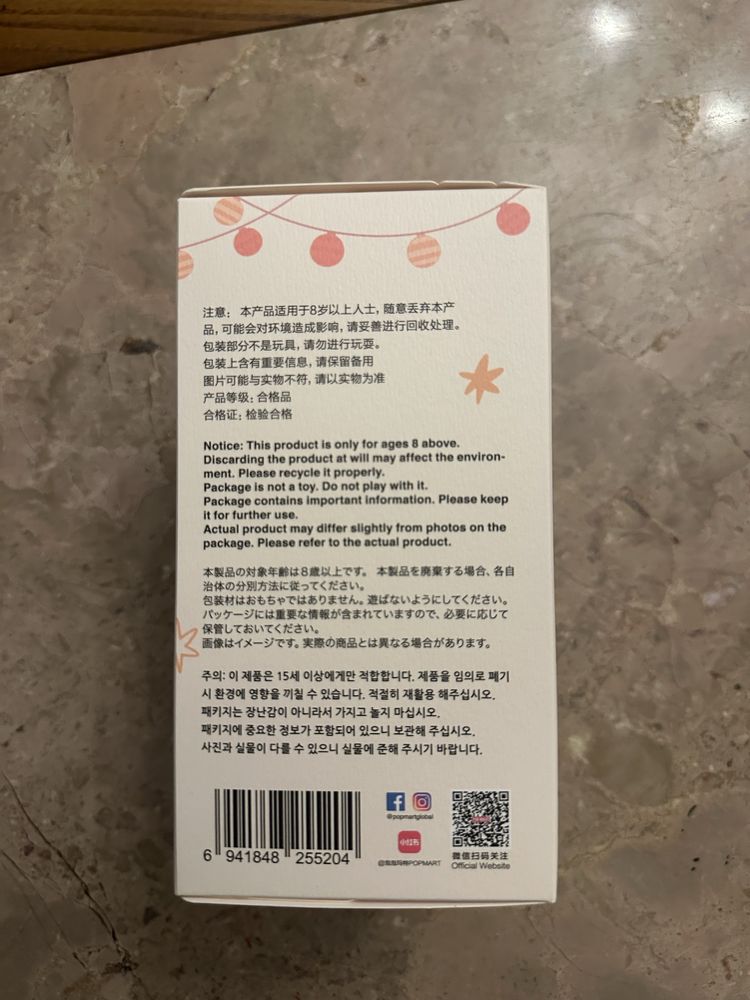 注意： 本产品适用于8岁以上人士，随意丢弃本产
品，可能会对环境造成影响，请妥善进行回收处理。
包装部分不是玩具，请勿进行玩耍。
包装上含有重要信息，请保留备用
图片可能与实物不符，请以实物为准
产品等级：合格品
合格证：检验合格
Notice: This product is only for ages 8 above.
Discarding the product at will may affect the environ-
ment. Please recycle it properly.
Package is not a toy. Do not play with it.
Package contains important information. Please keep
it for further use.
Actual product may differ slightly from photos on the
package. Please refer to the actual product.
本製品の対象年齢は8歳以上です。 本製品を廃棄する場合、各自
治体の分別方法に従ってください。
包装材はおもちゃではありません。遊ばないようにしてください。
パッケージには重要な情報が含まれていますので、必要に応じて
保管しておいてください。
画像はイメージです。実際の商品とは異なる場合があります。
주의: 이 제품은 15세 이상에게만 적합합니다. 제품을 임의로 폐기
시 환경에 영향을 끼칠 수 있습니다. 적절히 재활용 해주십시오.
패키지는 장난감이 아니라서 가지고 놀지 마십시오.
패키지에 중요한 정보가 포함되어 있으니 보관해 주십시오.
사진과 실물이 다를 수 있으니 실물에 준해 주시기 바랍니다.
6 941848 255204
@popmartglobal
小红书
@泡泡玛特POPMART
微信扫码关注
Official Website